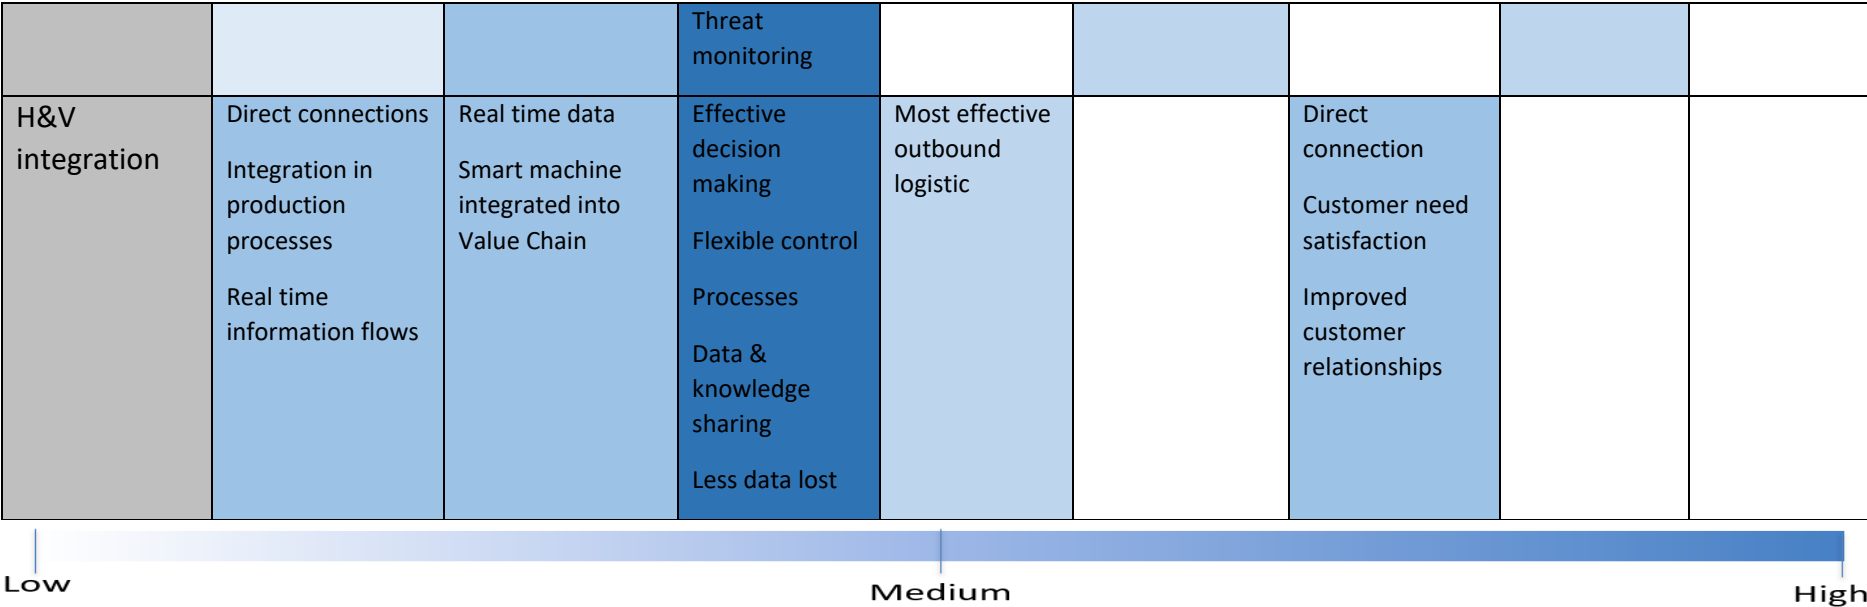 Threat
monitoring
H&V
integration
Direct connections
Integration in
production
processes
Real time
information flows
Real time data
Smart machine
integrated into
Value Chain
Effective
decision
making
Flexible control
Processes
Data &
knowledge
sharing
Less data lost
Most effective
outbound
logistic
Direct
connection
Customer need
satisfaction
Improved
customer
relationships
Low
Medium
High